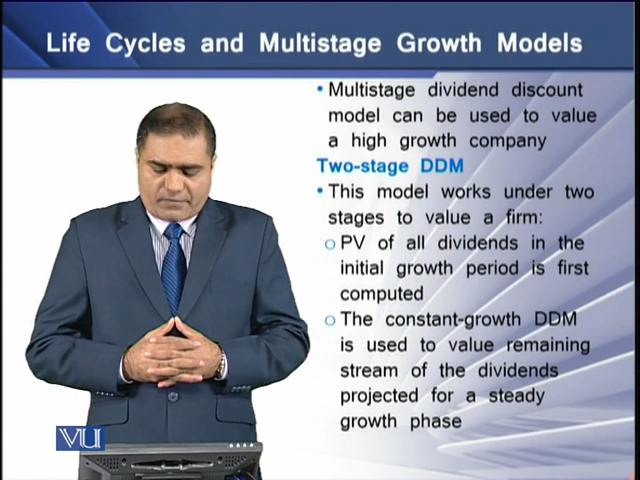 Life Cycles and Multistage Growth Models
• Multistage dividend discount
model can be used to value
a high growth company
Two-stage DDM
• This model works under two
stages to value a firm:
o PV of all dividends in the
initial growth period is first
computed
o The constant-growth DDM
is used to value remaining
stream of the dividends
projected for a steady
growth phase
VU